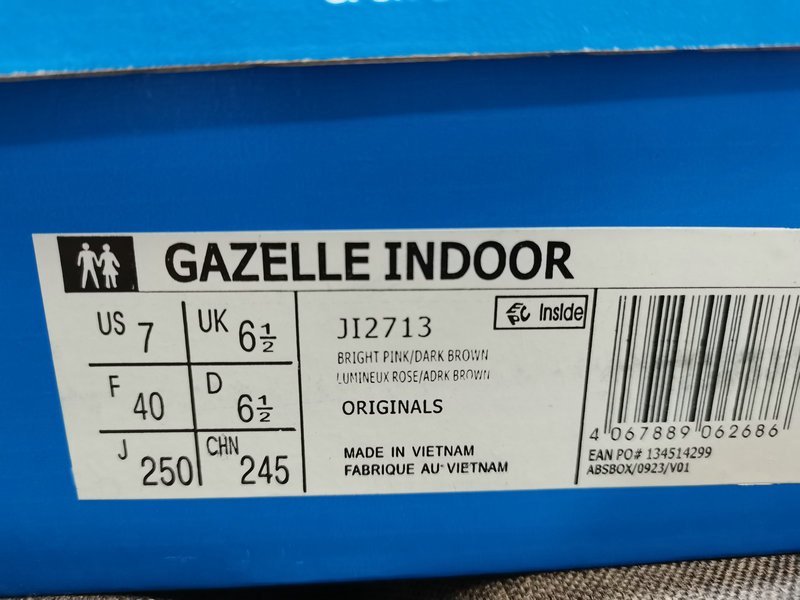 GAZELLE INDOOR
US 7
UK 6½
F 40
D 6½
J 250
CHN 245
JI2713
EPC Inside
BRIGHT PINK/DARK BROWN
LUMINEUX ROSE/ADRK BROWN
ORIGINALS
MADE IN VIETNAM
FABRIQUE AU VIETNAM
4 067889 062686
EAN PO# 134514299
ABSBOX/0923/V01